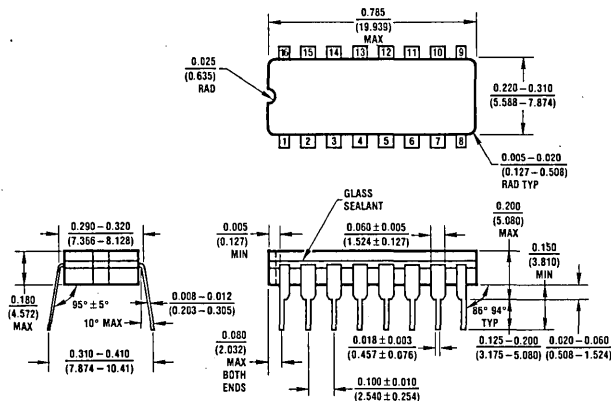 0.785
(19.939)
MAX
16 15 14 13 12 11 10 9
0.025
(0.635)
RAD
0.220–0.310
(5.588–7.874)
1 2 3 4 5 6 7 8
0.005–0.020
(0.127–0.508)
RAD TYP
GLASS
SEALANT
0.290–0.320
(7.366–8.128)
0.005
(0.127)
MIN
0.060 ± 0.005
(1.524 ± 0.127)
0.200
(5.080)
MAX
0.150
(3.810)
MIN
0.180
(4.572)
MAX
95° ± 5°
10° MAX
0.008–0.012
(0.203–0.305)
86° 94°
TYP
0.310–0.410
(7.874–10.41)
0.080
(2.032)
MAX
BOTH
ENDS
0.018 ± 0.003
(0.457 ± 0.076)
0.125–0.200
(3.175–5.080)
0.020–0.060
(0.508–1.524)
0.100 ± 0.010
(2.540 ± 0.254)